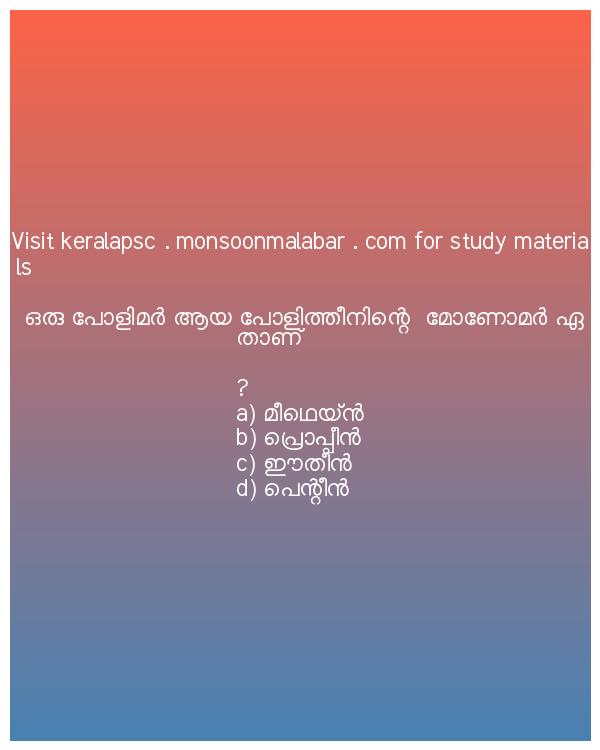 Visit keralapsc . monsoonmalabar . com for study materia
ls
ഒരു പോളിമർ ആയ പോളിത്തീനിന്റെ  മോണോമർ ഏ
താണ്
?
a) മീഥെയ്ൻ
b) പ്രൊപ്പീൻ
c) ഈതീൻ
d) പെന്റീൻ